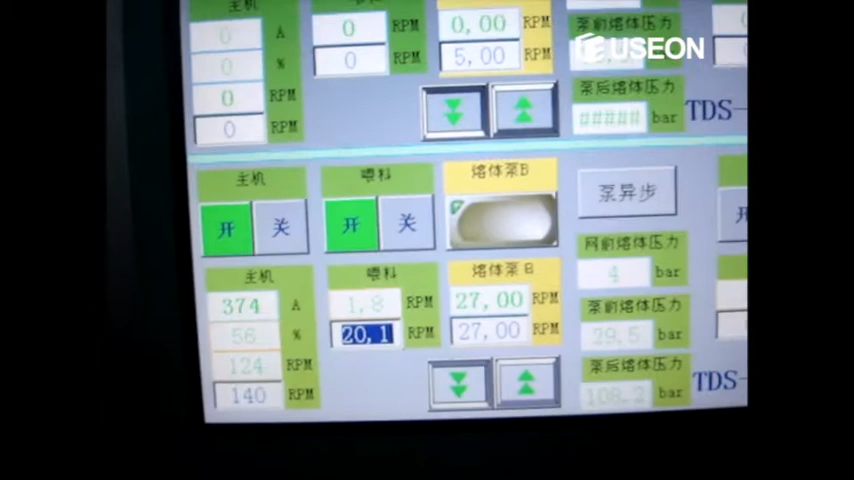 主机
0 A 0 RPM 0,00 RPM 泵前熔体压力
0 % 0 RPM 5,00 RPM
USEON
0 RPM 泵后熔体压力
0 RPM ##### bar TDS-
主机 喂料 熔体泵B 泵异步
开 关 开 关 开
网前熔体压力
主机 喂料 熔体泵B 4 bar
374 A 1,8 RPM 27,00 RPM 泵前熔体压力
56 % 20,1 RPM 27,00 RPM 29.5 bar
124 RPM 泵后熔体压力
140 RPM 108.2 bar TDS-